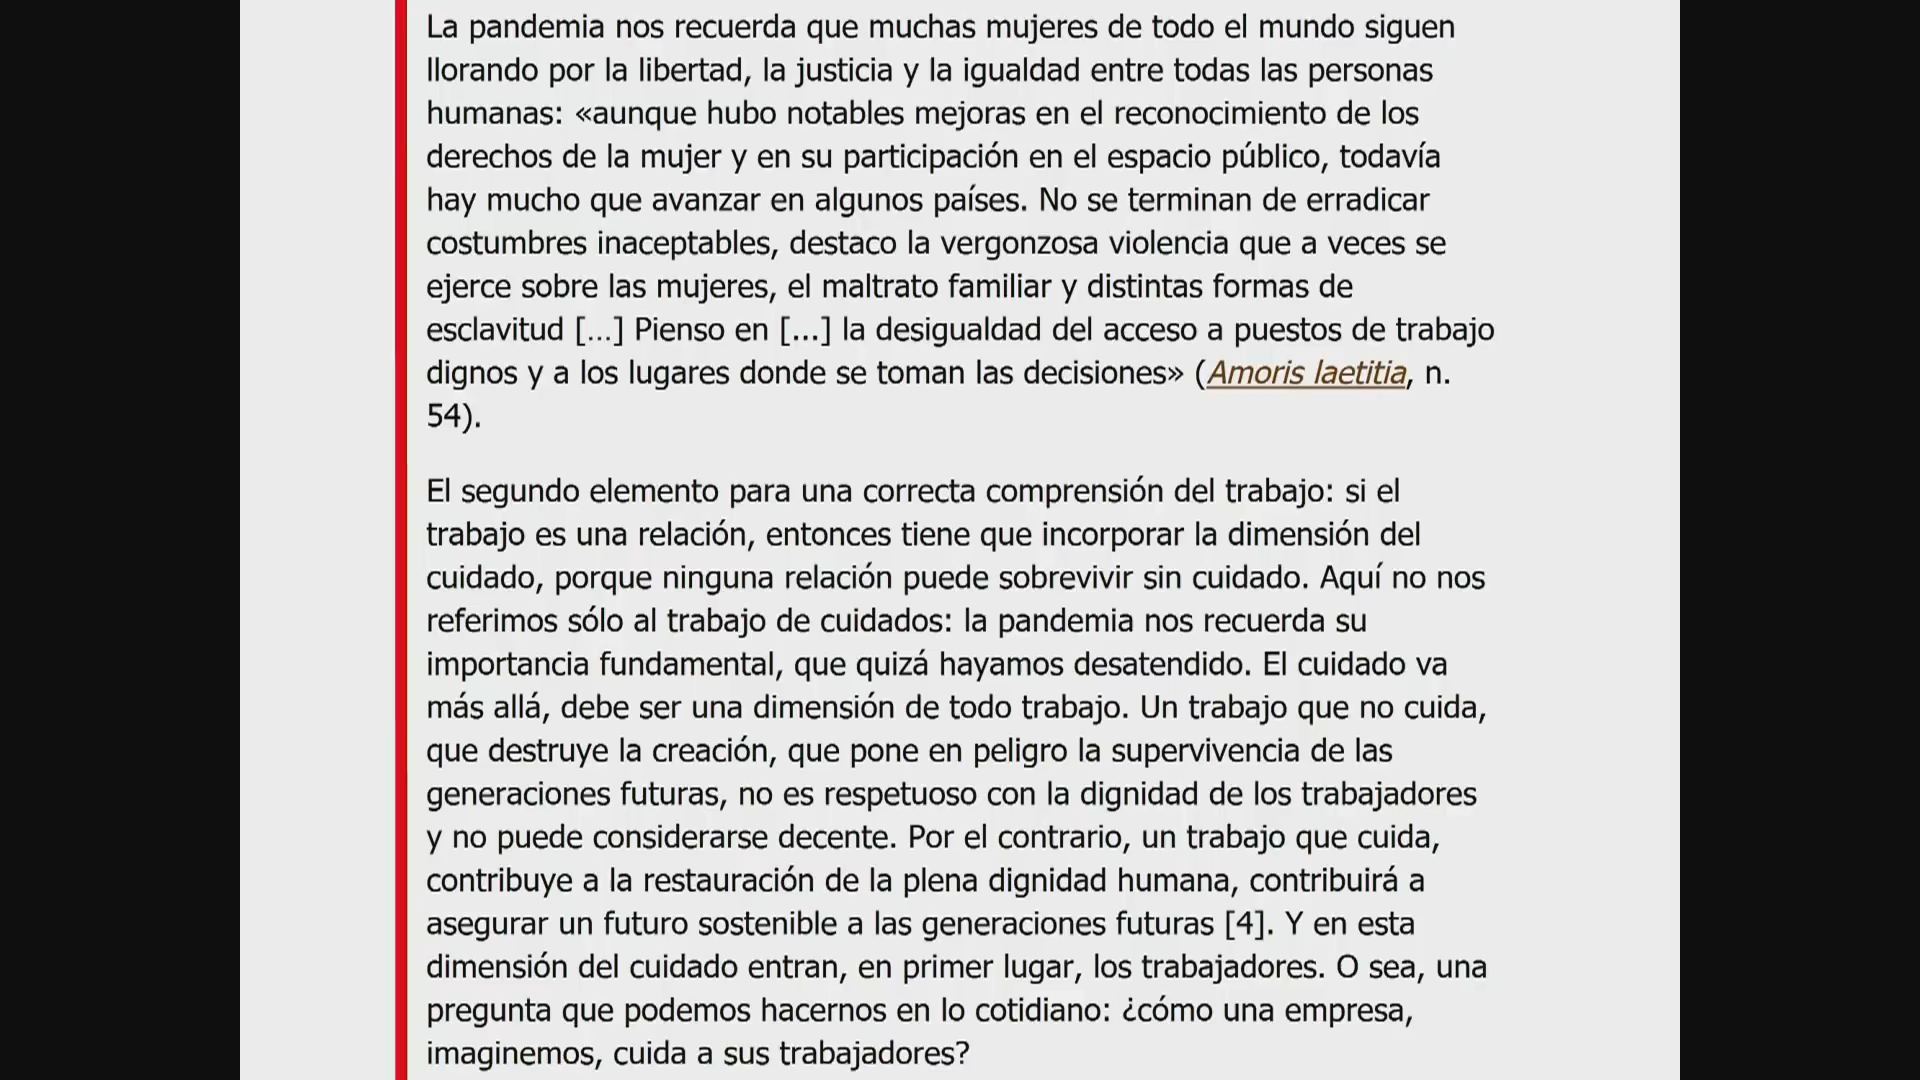 La pandemia nos recuerda que muchas mujeres de todo el mundo siguen
llorando por la libertad, la justicia y la igualdad entre todas las personas
humanas: «aunque hubo notables mejoras en el reconocimiento de los
derechos de la mujer y en su participación en el espacio público, todavía
hay mucho que avanzar en algunos países. No se terminan de erradicar
costumbres inaceptables, destaco la vergonzosa violencia que a veces se
ejerce sobre las mujeres, el maltrato familiar y distintas formas de
esclavitud […] Pienso en [...] la desigualdad del acceso a puestos de trabajo
dignos y a los lugares donde se toman las decisiones» (Amoris laetitia, n.
54).
El segundo elemento para una correcta comprensión del trabajo: si el
trabajo es una relación, entonces tiene que incorporar la dimensión del
cuidado, porque ninguna relación puede sobrevivir sin cuidado. Aquí no nos
referimos sólo al trabajo de cuidados: la pandemia nos recuerda su
importancia fundamental, que quizá hayamos desatendido. El cuidado va
más allá, debe ser una dimensión de todo trabajo. Un trabajo que no cuida,
que destruye la creación, que pone en peligro la supervivencia de las
generaciones futuras, no es respetuoso con la dignidad de los trabajadores
y no puede considerarse decente. Por el contrario, un trabajo que cuida,
contribuye a la restauración de la plena dignidad humana, contribuirá a
asegurar un futuro sostenible a las generaciones futuras [4]. Y en esta
dimensión del cuidado entran, en primer lugar, los trabajadores. O sea, una
pregunta que podemos hacernos en lo cotidiano: ¿cómo una empresa,
imaginemos, cuida a sus trabajadores?